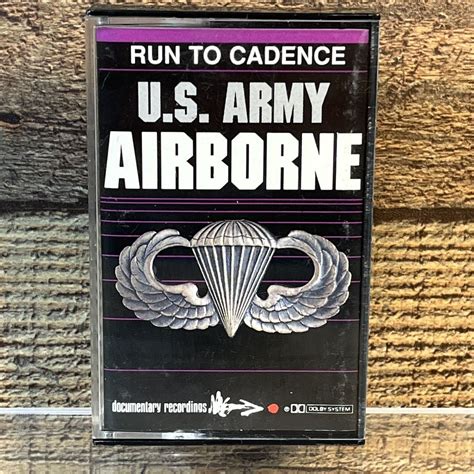 RUN TO CADENCE
U.S. ARMY
AIRBORNE
documentary recordings
DOLBY SYSTEM